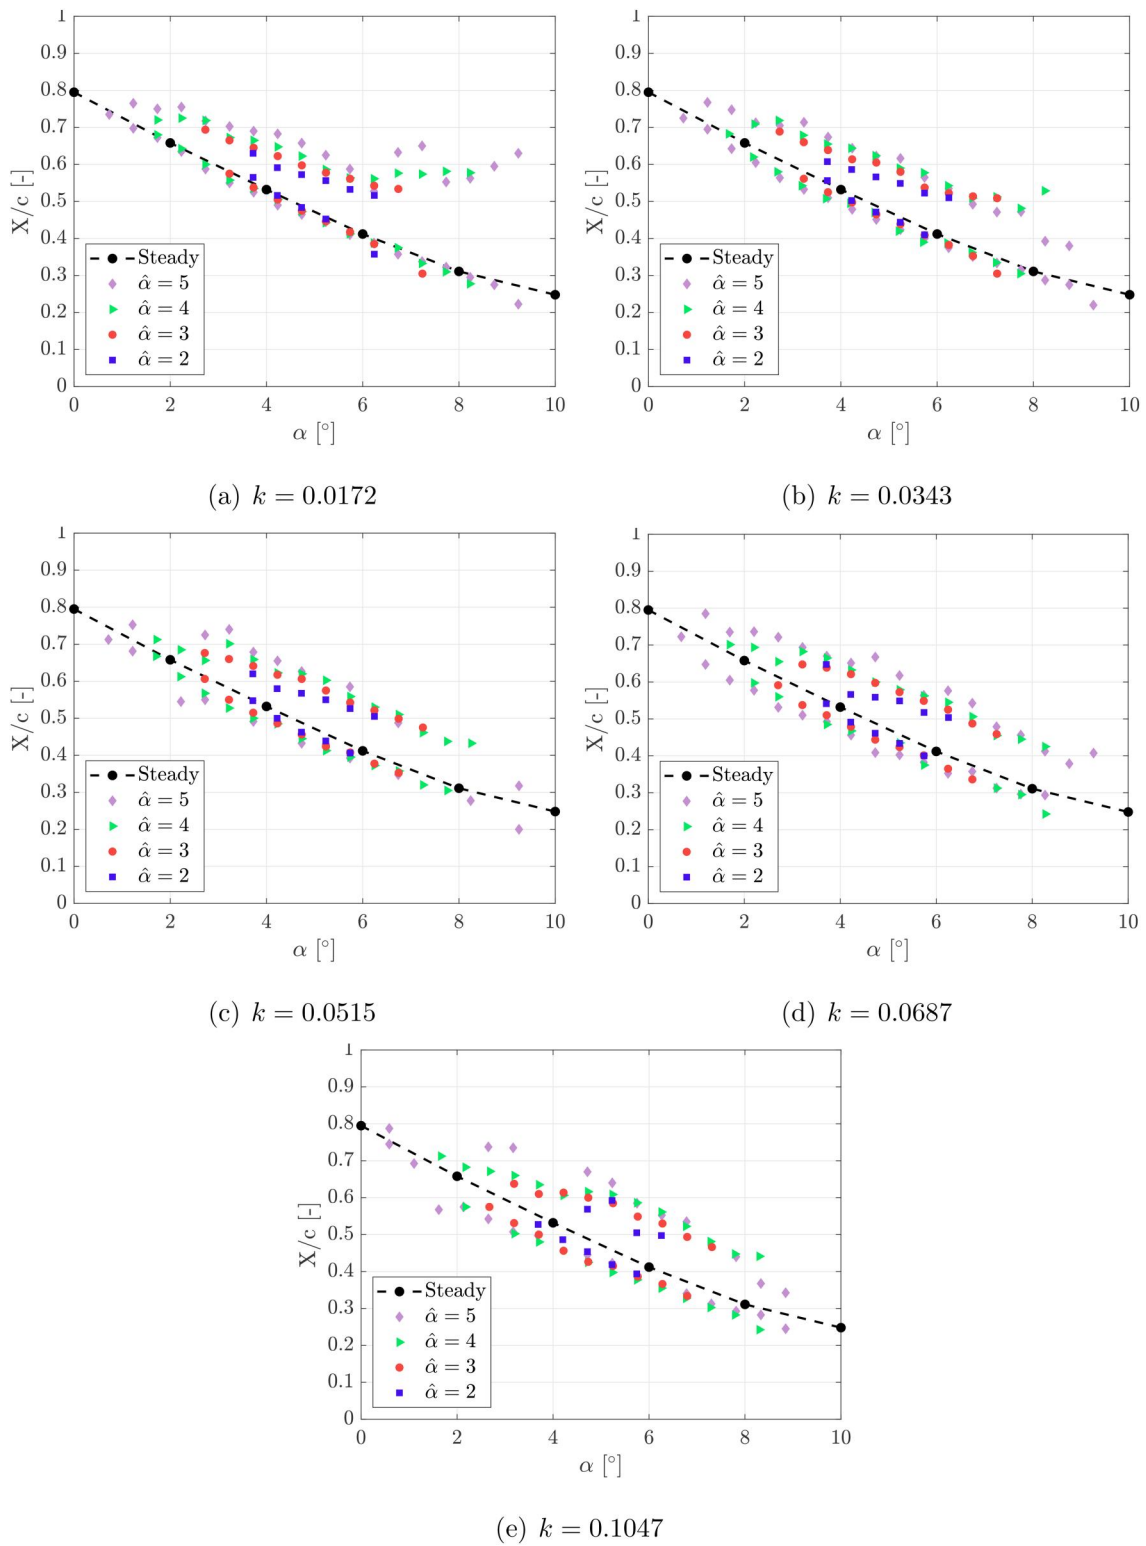 1
0.9
0.8
0.7
0.6
0.5
0.4
0.3
0.2
0.1
0
X/c [-]
Steady
α̂ = 5
α̂ = 4
α̂ = 3
α̂ = 2
0 2 4 6 8 10
α [°]
(a) k = 0.0172
1
0.9
0.8
0.7
0.6
0.5
0.4
0.3
0.2
0.1
0
X/c [-]
Steady
α̂ = 5
α̂ = 4
α̂ = 3
α̂ = 2
0 2 4 6 8 10
α [°]
(b) k = 0.0343
1
0.9
0.8
0.7
0.6
0.5
0.4
0.3
0.2
0.1
0
X/c [-]
Steady
α̂ = 5
α̂ = 4
α̂ = 3
α̂ = 2
0 2 4 6 8 10
α [°]
(c) k = 0.0515
1
0.9
0.8
0.7
0.6
0.5
0.4
0.3
0.2
0.1
0
X/c [-]
Steady
α̂ = 5
α̂ = 4
α̂ = 3
α̂ = 2
0 2 4 6 8 10
α [°]
(d) k = 0.0687
1
0.9
0.8
0.7
0.6
0.5
0.4
0.3
0.2
0.1
0
X/c [-]
Steady
α̂ = 5
α̂ = 4
α̂ = 3
α̂ = 2
0 2 4 6 8 10
α [°]
(e) k = 0.1047